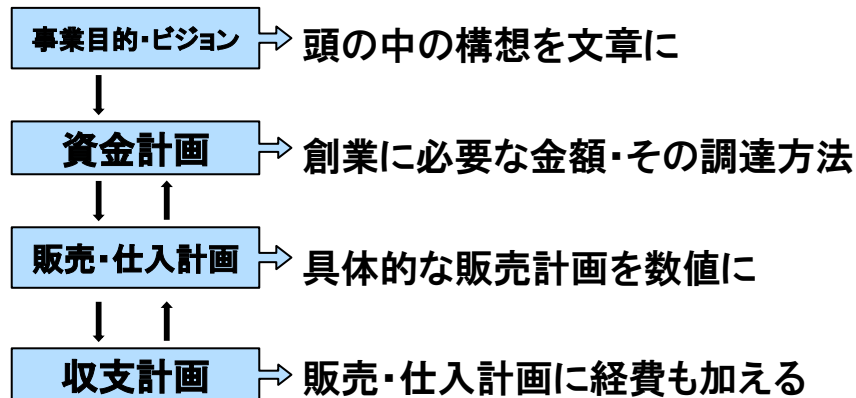 事業目的・ビジョン
頭の中の構想を文章に
資金計画
創業に必要な金額・その調達方法
販売・仕入計画
具体的な販売計画を数値に
収支計画
販売・仕入計画に経費も加える